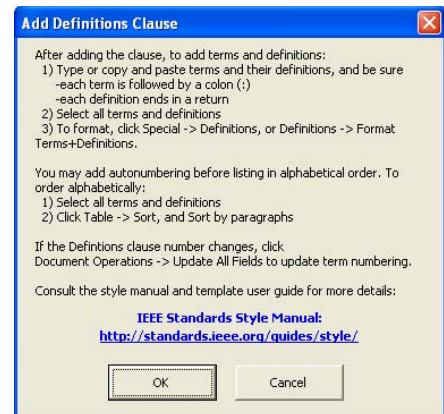 Add Definitions Clause
After adding the clause, to add terms and definitions:
1) Type or copy and paste terms and their definitions, and be sure
-each term is followed by a colon (:)
-each definition ends in a return
2) Select all terms and definitions
3) To format, click Special -> Definitions, or Definitions -> Format
Terms+Definitions.
You may add autonumbering before listing in alphabetical order. To
order alphabetically:
1) Select all terms and definitions
2) Click Table -> Sort, and Sort by paragraphs
If the Defintions clause number changes, click
Document Operations -> Update All Fields to update term numbering.
Consult the style manual and template user guide for more details:
IEEE Standards Style Manual:
http://standards.ieee.org/guides/style/
OK
Cancel